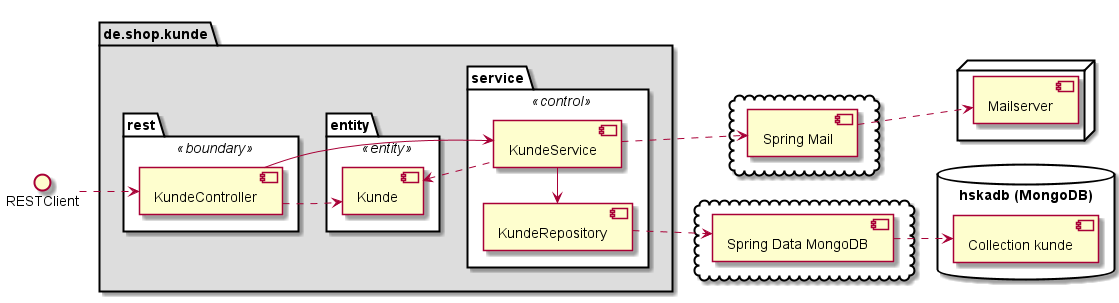 de.shop.kunde
rest
«boundary»
KundeController
RESTClient
entity
«entity»
Kunde
service
«control»
KundeService
KundeRepository
Spring Mail
Spring Data MongoDB
Mailserver
hskadb (MongoDB)
Collection kunde